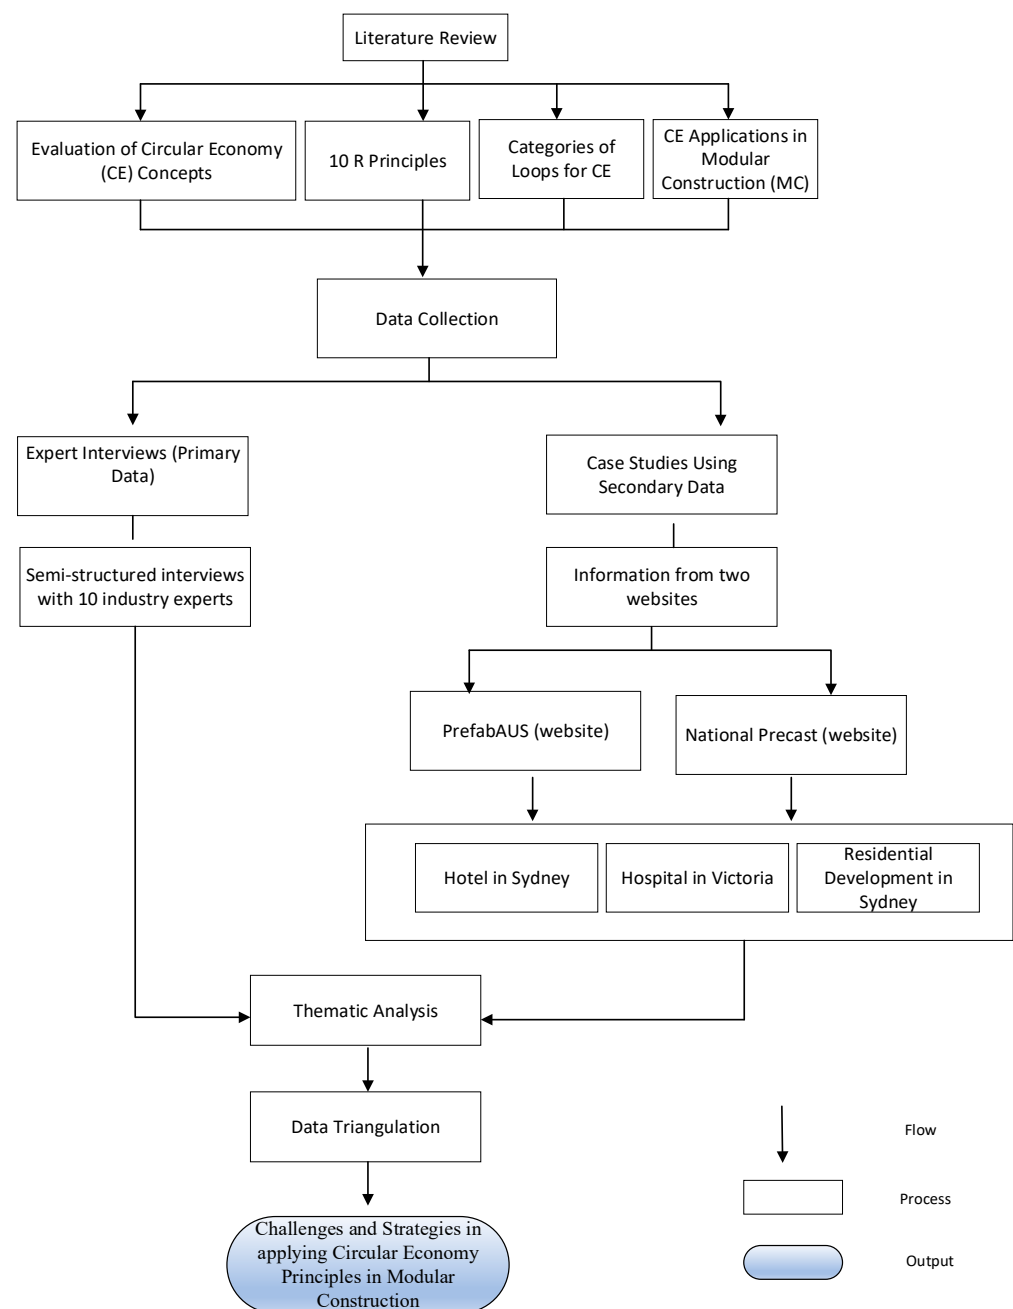 Literature Review
Evaluation of Circular Economy
(CE) Concepts
10 R Principles
Categories of
Loops for CE
CE Applications in
Modular
Construction (MC)
Data Collection
Expert Interviews (Primary
Data)
Case Studies Using
Secondary Data
Semi-structured interviews
with 10 industry experts
Information from two
websites
PrefabAUS (website)
National Precast (website)
Hotel in Sydney
Hospital in Victoria
Residential
Development in
Sydney
Thematic Analysis
Data Triangulation
Challenges and Strategies in
applying Circular Economy
Principles in Modular
Construction
Flow
Process
Output